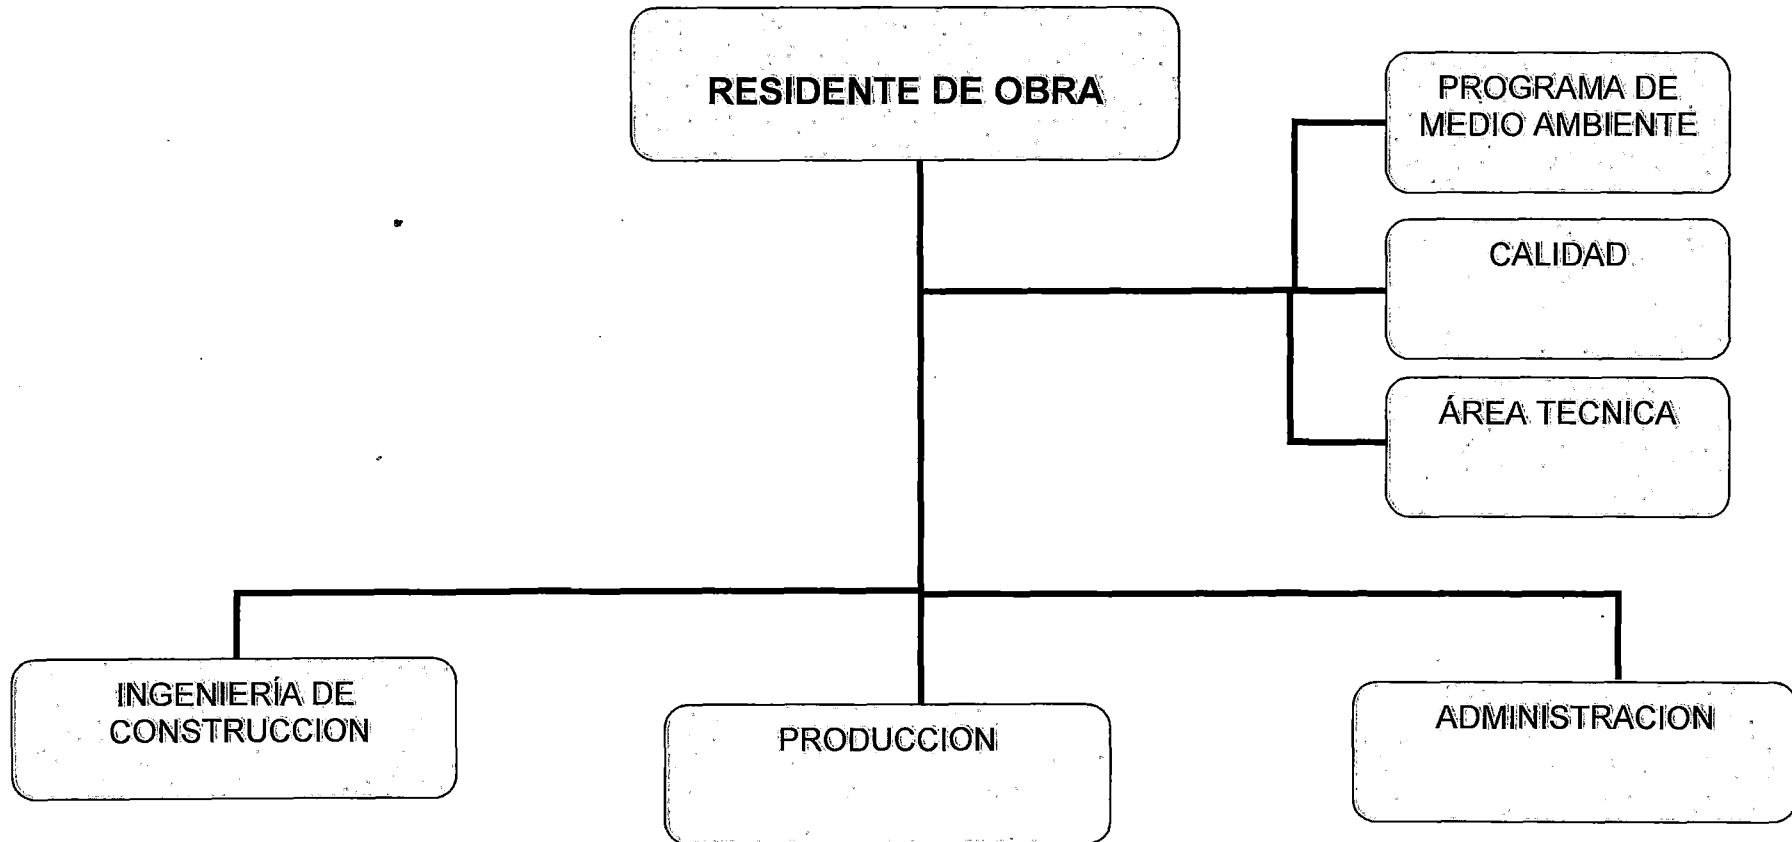 RESIDENTE DE OBRA
PROGRAMA DE
MEDIO AMBIENTE
CALIDAD
ÁREA TECNICA
INGENIERÍA DE
CONSTRUCCION
PRODUCCION
ADMINISTRACION